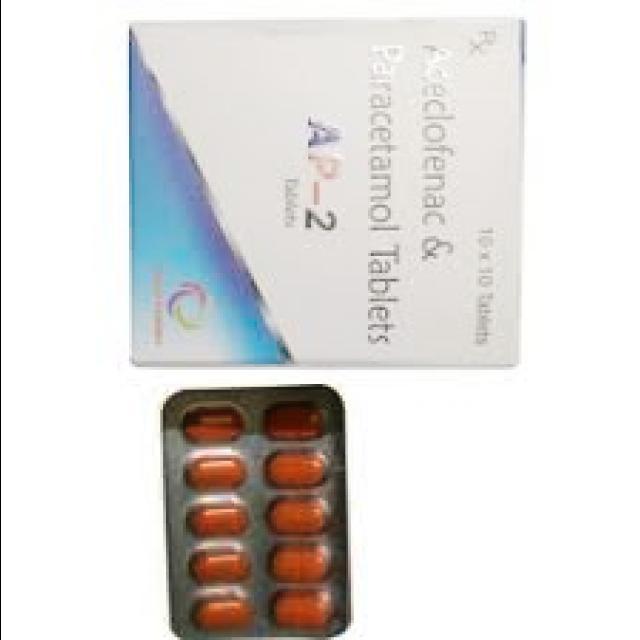 Rx
10 x 10 Tablets
Aceclofenac &
Paracetamol Tablets
AP-2
Tablets